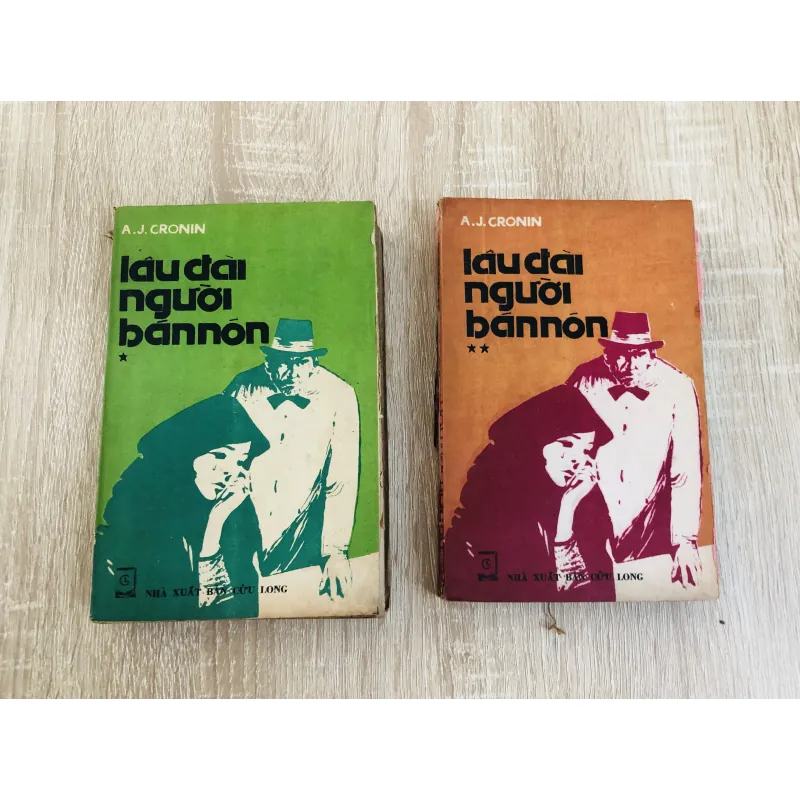 A.J. CRONIN
lâu đài
người
bán nón
★
NHÀ XUẤT BẢN CỬU LONG
A.J. CRONIN
lâu đài
người
bán nón
★★
NHÀ XUẤT BẢN CỬU LONG